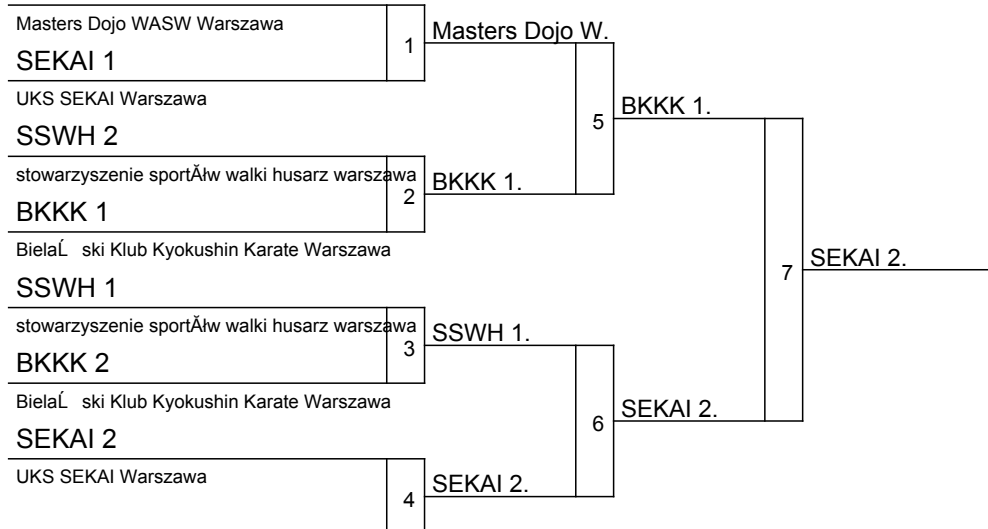 Masters Dojo WASW Warszawa
1
Masters Dojo W.
SEKAI 1
UKS SEKAI Warszawa
5
BKKK 1.
SSWH 2
stowarzyszenie sportĂłw walki husarz warszawa
2
BKKK 1.
BKKK 1
BielaĹ ski Klub Kyokushin Karate Warszawa
7
SEKAI 2.
SSWH 1
stowarzyszenie sportĂłw walki husarz warszawa
3
SSWH 1.
BKKK 2
BielaĹ ski Klub Kyokushin Karate Warszawa
6
SEKAI 2.
SEKAI 2
UKS SEKAI Warszawa
4
SEKAI 2.